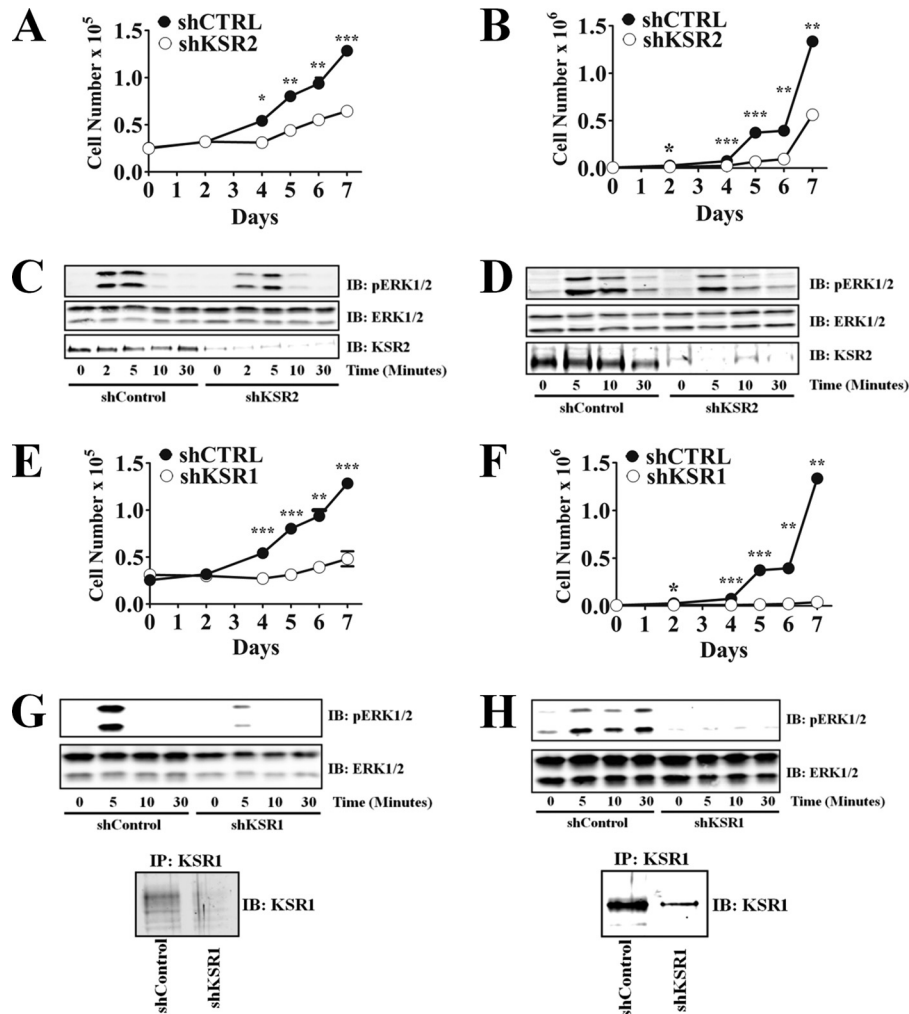 A
shCTRL
shKSR2
Cell Number x 10^5
1.5
1.0
0.5
0.0
* ** ** ***
0 1 2 3 4 5 6 7
Days
B
shCTRL
shKSR2
Cell Number x 10^6
1.5
1.0
0.5
0.0
* *** *** ** **
0 1 2 3 4 5 6 7
Days
C
IB: pERK1/2
IB: ERK1/2
IB: KSR2
0 2 5 10 30 0 2 5 10 30 Time (Minutes)
shControl shKSR2
D
IB: pERK1/2
IB: ERK1/2
IB: KSR2
0 5 10 30 0 5 10 30 Time (Minutes)
shControl shKSR2
E
shCTRL
shKSR1
Cell Number x 10^5
1.5
1.0
0.5
0.0
*** *** ** ***
0 1 2 3 4 5 6 7
Days
F
shCTRL
shKSR1
Cell Number x 10^6
1.5
1.0
0.5
0.0
* *** *** ** **
0 1 2 3 4 5 6 7
Days
G
IB: pERK1/2
IB: ERK1/2
0 5 10 30 0 5 10 30 Time (Minutes)
shControl shKSR1
IP: KSR1
IB: KSR1
shControl
shKSR1
H
IB: pERK1/2
IB: ERK1/2
0 5 10 30 0 5 10 30 Time (Minutes)
shControl shKSR1
IP: KSR1
IB: KSR1
shControl
shKSR1